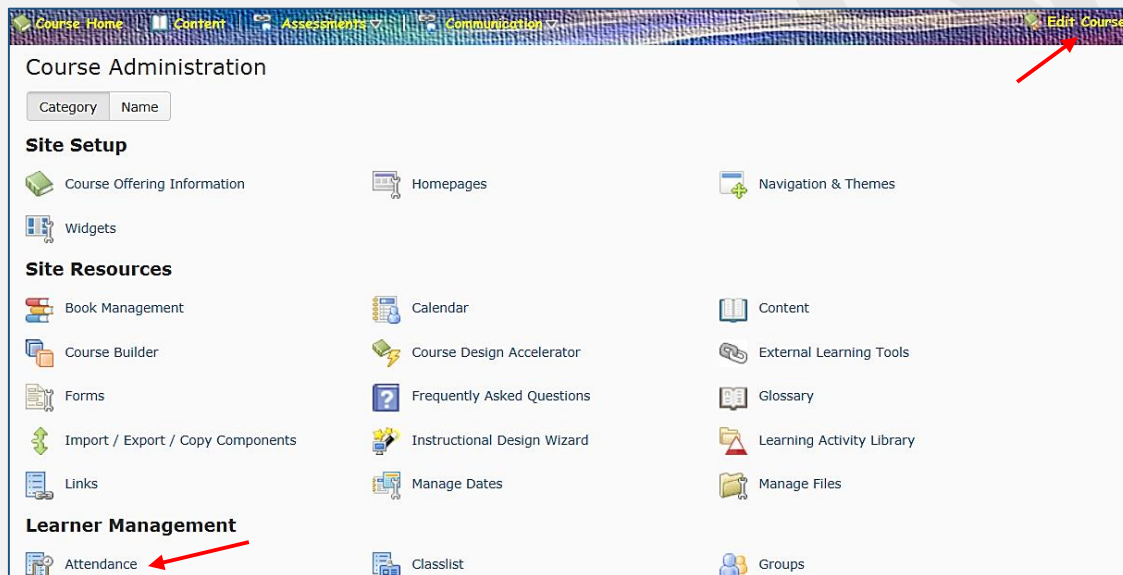 Course Home Content Assessments Communication Edit Course
Course Administration
Category Name
Site Setup
Course Offering Information Homepages Navigation & Themes
Widgets
Site Resources
Book Management Calendar Content
Course Builder Course Design Accelerator External Learning Tools
Forms Frequently Asked Questions Glossary
Import / Export / Copy Components Instructional Design Wizard Learning Activity Library
Links Manage Dates Manage Files
Learner Management
Attendance Classlist Groups